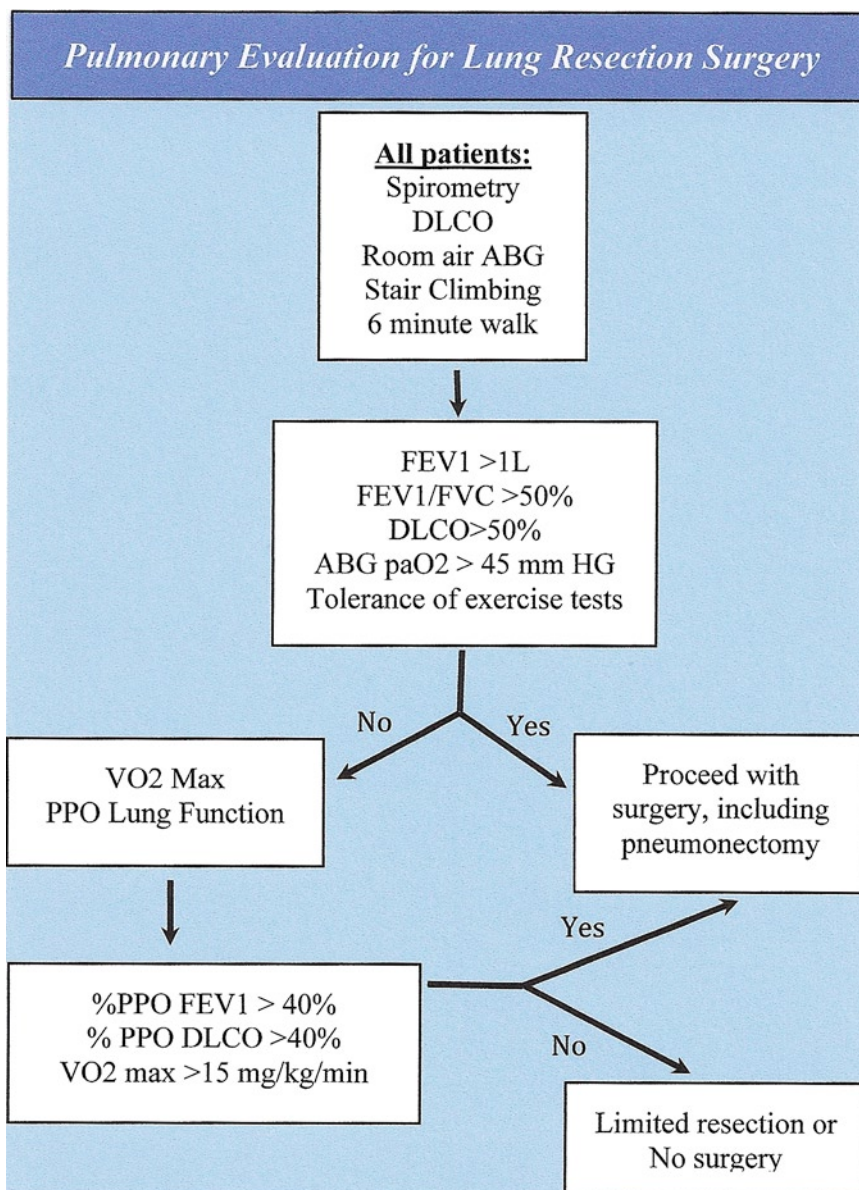 Pulmonary Evaluation for Lung Resection Surgery
All patients:
Spirometry
DLCO
Room air ABG
Stair Climbing
6 minute walk
FEV1 >1L
FEV1/FVC >50%
DLCO>50%
ABG paO2 > 45 mm HG
Tolerance of exercise tests
No
Yes
VO2 Max
PPO Lung Function
Proceed with
surgery, including
pneumonectomy
%PPO FEV1 > 40%
% PPO DLCO >40%
VO2 max >15 mg/kg/min
Yes
No
Limited resection or
No surgery